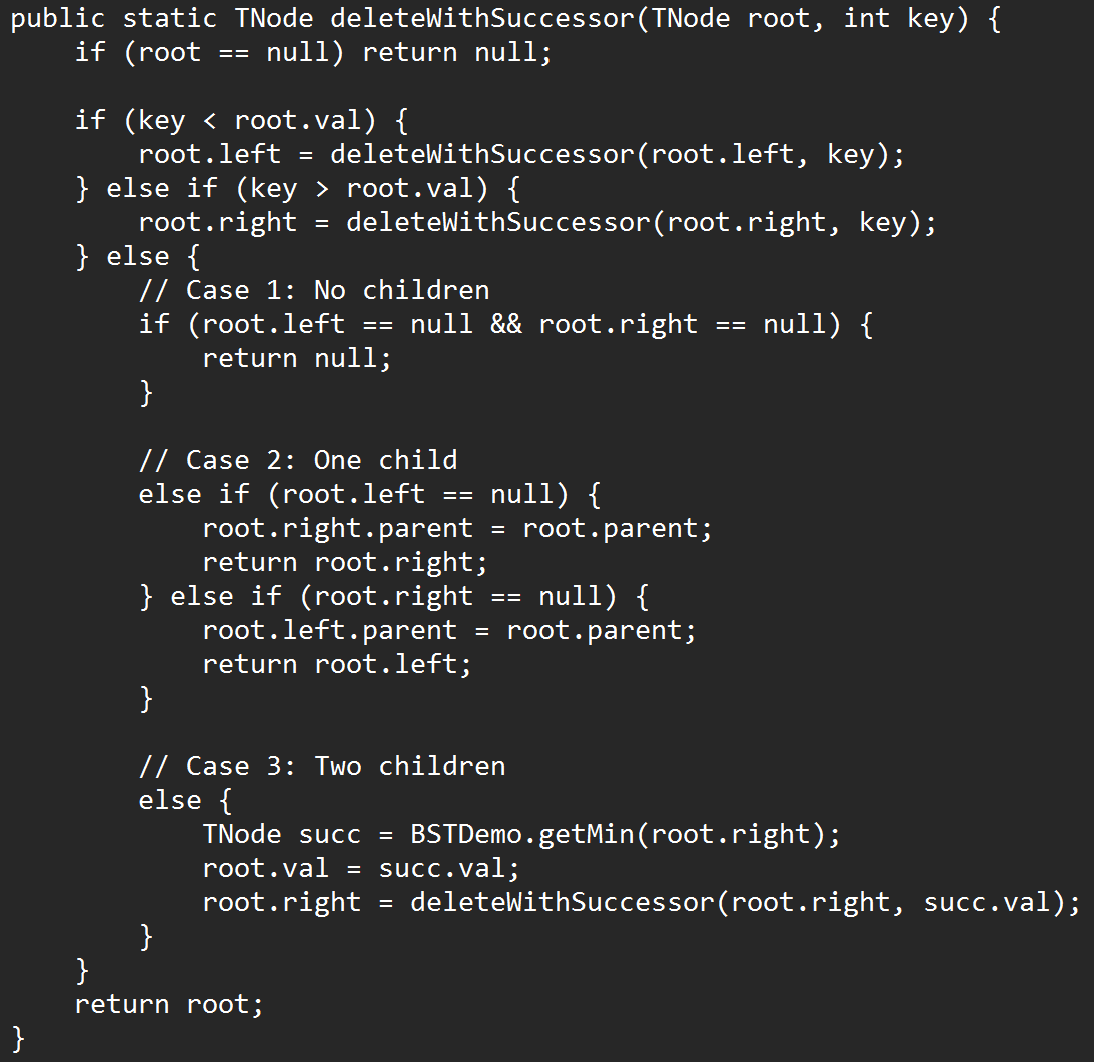 public static TNode deleteWithSuccessor(TNode root, int key) {
    if (root == null) return null;

    if (key < root.val) {
        root.left = deleteWithSuccessor(root.left, key);
    } else if (key > root.val) {
        root.right = deleteWithSuccessor(root.right, key);
    } else {
        // Case 1: No children
        if (root.left == null && root.right == null) {
            return null;
        }

        // Case 2: One child
        else if (root.left == null) {
            root.right.parent = root.parent;
            return root.right;
        } else if (root.right == null) {
            root.left.parent = root.parent;
            return root.left;
        }

        // Case 3: Two children
        else {
            TNode succ = BSTDemo.getMin(root.right);
            root.val = succ.val;
            root.right = deleteWithSuccessor(root.right, succ.val);
        }
    }
    return root;
}